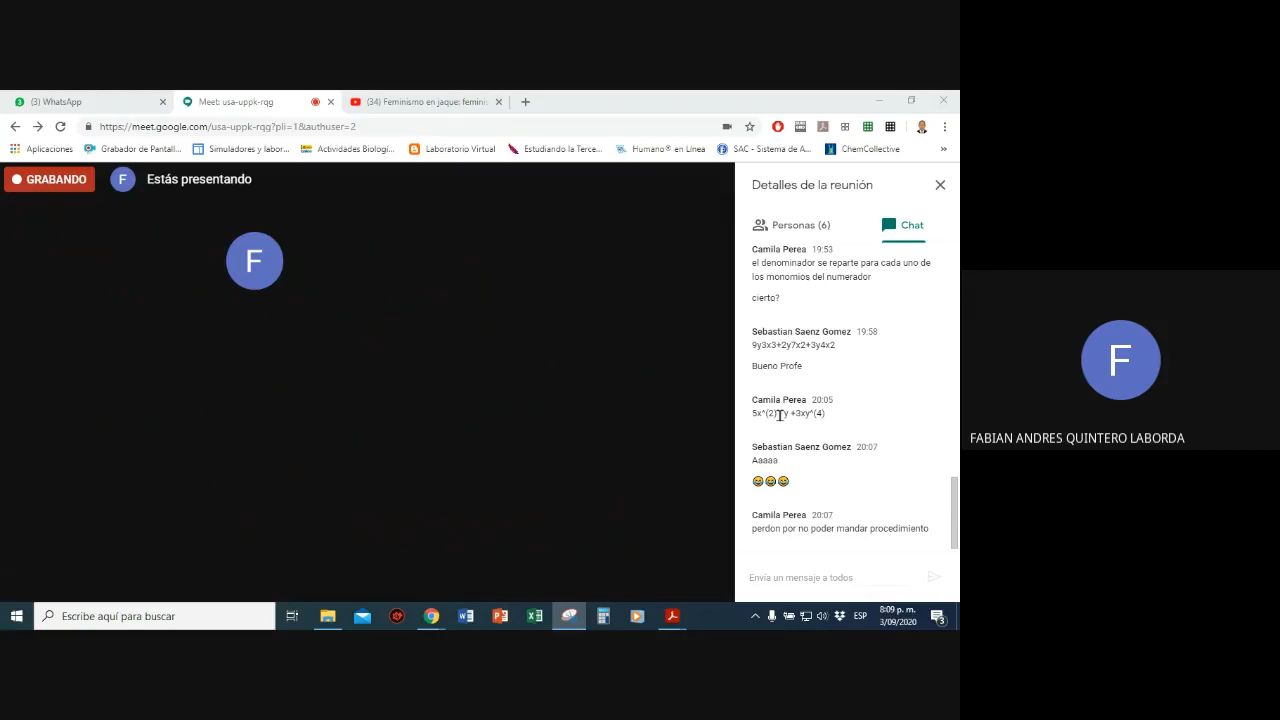 (3) WhatsApp
Meet: usa-uppk-rqg
(34) Feminismo en jaque: femini
https://meet.google.com/usa-uppk-rqg?pli=1&authuser=2
Aplicaciones
Grabador de Pantall...
Simuladores y labor...
Actividades Biologí...
Laboratorio Virtual
Estudiando la Terce...
Humano® en Línea
SAC - Sistema de A...
ChemCollective
»
GRABANDO
F
Estás presentando
F
Detalles de la reunión
Personas (6)
Chat
Camila Perea 19:53
el denominador se reparte para cada uno de
los monomios del numerador
cierto?
Sebastian Saenz Gomez 19:58
9y3x3+2y7x2+3y4x2
Bueno Profe
Camila Perea 20:05
y +3xy^(4)
Sebastian Saenz Gomez 20:07
Aaaaa
😂😂😂
Camila Perea 20:07
perdon por no poder mandar procedimiento
Envía un mensaje a todos
Escribe aquí para buscar
ESP
8:09 p. m.
3/09/2020
3
F
FABIAN ANDRES QUINTERO LABORDA